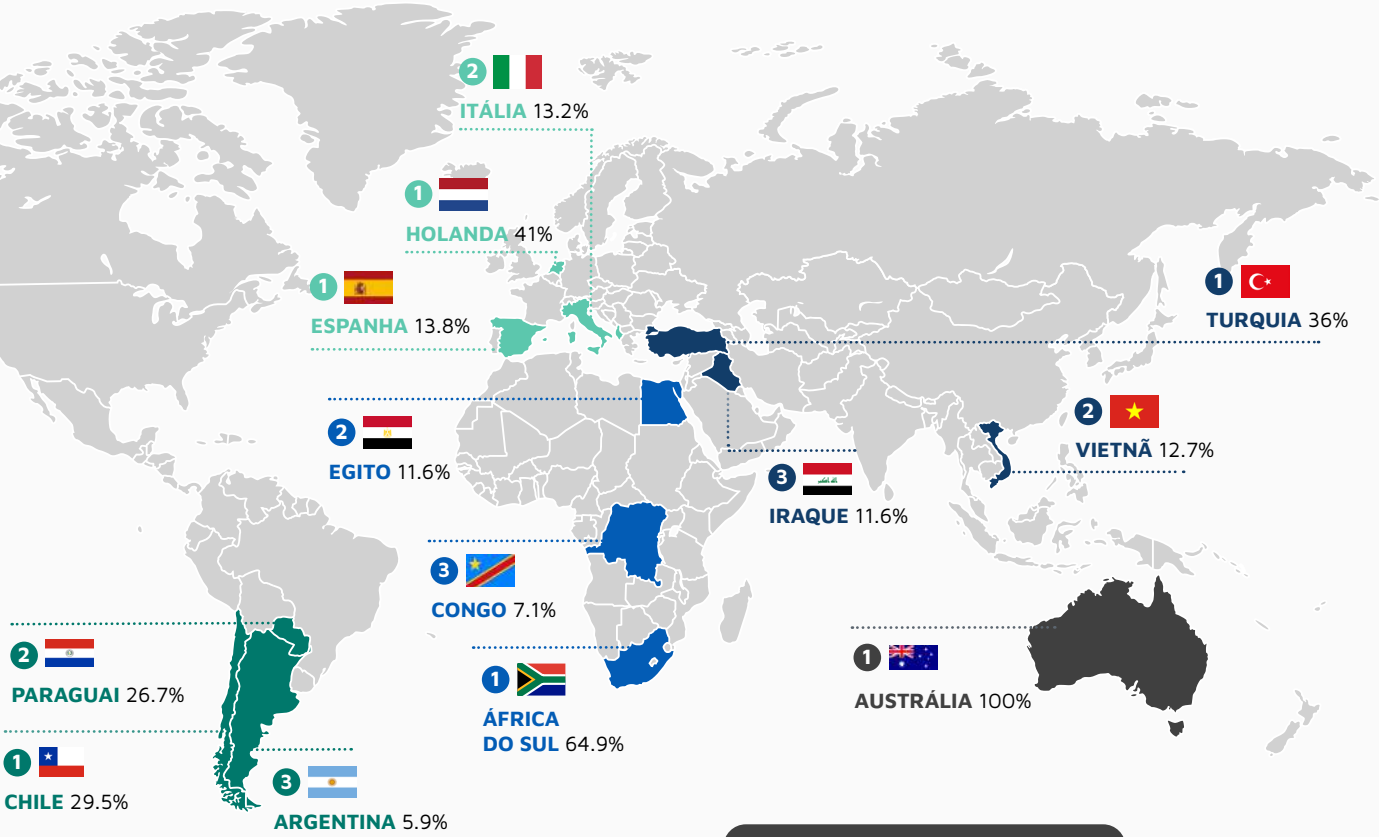 2
ITÁLIA 13.2%
1
HOLANDA 41%
1
ESPANHA 13.8%
1
TURQUIA 36%
2
VIETNÃ 12.7%
3
IRAQUE 11.6%
2
EGITO 11.6%
3
CONGO 7.1%
1
ÁFRICA
DO SUL 64.9%
1
AUSTRÁLIA 100%
2
PARAGUAI 26.7%
1
CHILE 29.5%
3
ARGENTINA 5.9%